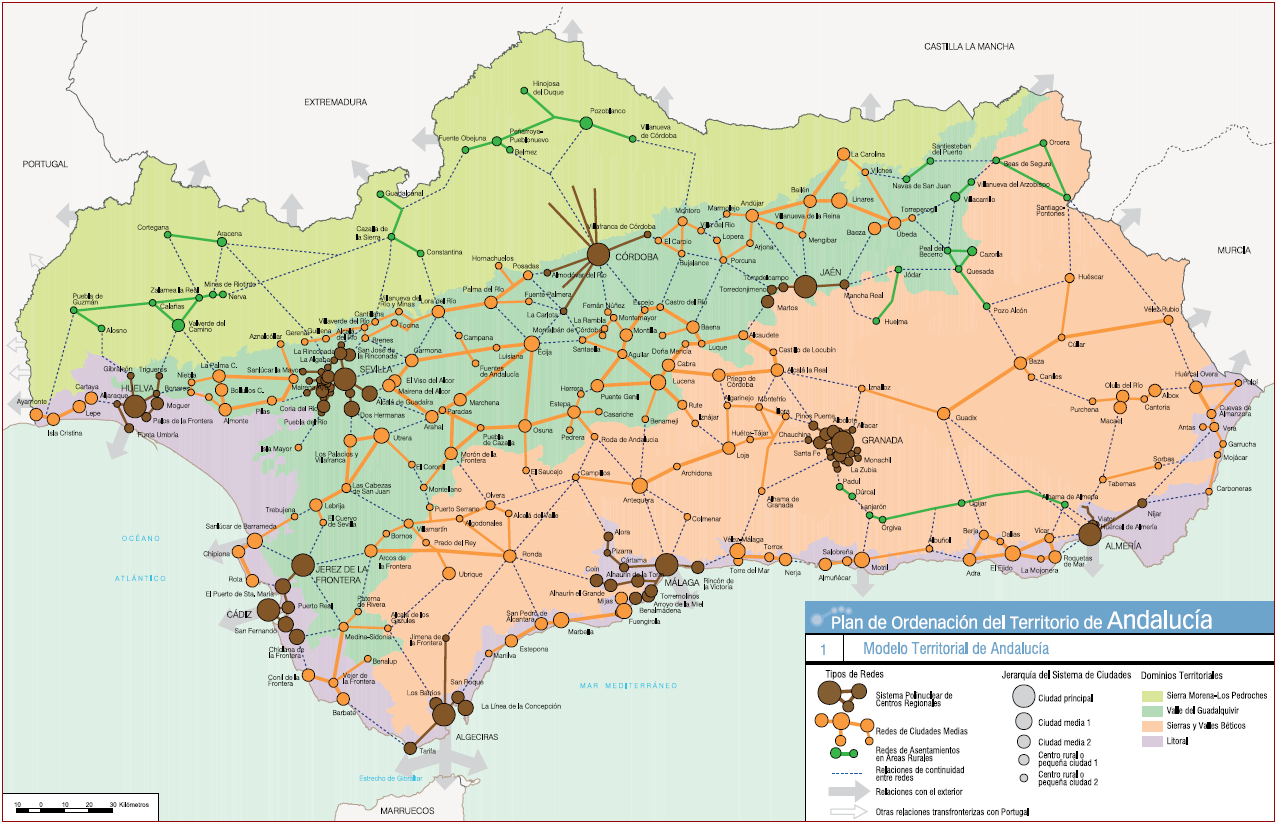 CASTILLA LA MANCHA
EXTREMADURA
PORTUGAL
MURCIA
Hinojosa
del Duque
Pozoblanco
Peñarroya-
Pueblonuevo
Fuente Obejuna
Belmez
Villanueva
de Córdoba
Guadalcanal
Cazalla de
la Sierra
Constantina
Cortegana
Aracena
Minas de Riotinto
Zalamea la Real
Nerva
Calañas
Puebla de
Guzmán
Alosno
Valverde del
Camino
La Carolina
Vilches
Santiesteban
del Puerto
Navas de San Juan
Orcera
Beas de Segura
Villanueva del Arzobispo
Villacarrillo
Santiago-
Pontones
Bailén
Linares
Andújar
Marmolejo
Montoro
Villa del Río
Villanueva de la Reina
Torreperogil
Baeza
Úbeda
Mengíbar
Arjona
Lopera
Porcuna
Bujalance
El Carpio
Villafranca de Córdoba
CÓRDOBA
Almodóvar del Río
Hornachuelos
Posadas
Palma del Río
Fuente Palmera
La Carlota
Peal del
Becerro
Cazorla
Quesada
Jódar
JAÉN
Torredelcampo
Torredonjimeno
Martos
Mancha Real
Huelma
Pozo Alcón
Huéscar
Vélez-Rubio
Cúllar
Baza
Caniles
Fernán Núñez
La Rambla
Montemayor
Montalbán de Córdoba
Espejo
Castro del Río
Montilla
Baena
Santaella
Aguilar
Doña Mencía
Luque
Cabra
Lucena
Alcaudete
Castillo de Locubín
Alcalá la Real
Priego de
Córdoba
Algarinejo
Montefrío
Íllora
Iznájar
Rute
Benamejí
Huétor-Tájar
Loja
Iznalloz
Pinos Puente
Albolote
Alfacar
Chauchina
GRANADA
Santa Fe
Monachil
La Zubia
Padul
Dúrcal
Lanjarón
Orgiva
Ugíjar
Guadix
Alhama de
Granada
Villanueva del
Río y Minas
Lora del Río
Cantillana
Villaverde del Río
Tocina
Brenes
Alcalá
del Río
Guillena
Gerena
Aznalcóllar
La Rinconada
San José de
la Rinconada
La Algaba
SEVILLA
Sanlúcar la Mayor
Mairena
Coria del Río
Puebla del
Río
Dos Hermanas
Alcalá de Guadaíra
El Viso del Alcor
Mairena del Alcor
Carmona
Campana
Luisiana
Écija
Fuentes
de Andalucía
Marchena
Paradas
Arahal
Puebla
de Cazalla
Morón de la
Frontera
Osuna
El Saucejo
Herrera
Estepa
Puente Genil
Casariche
Pedrera
Roda de Andalucía
Campillos
Antequera
Archidona
Colmenar
Utrera
El Coronil
Montellano
Los Palacios y
Villafranca
Isla Mayor
Las Cabezas
de San Juan
Lebrija
Trebujena
El Cuervo
de Sevilla
La Palma C.
Bollullos C.
Niebla
Bonares
Almonte
Pilas
Gibraleón
Trigueros
HUELVA
Aljaraque
Moguer
Palos de la Frontera
Punta Umbría
Cartaya
Lepe
Ayamonte
Isla Cristina
Puerto Serrano
Villamartín
Algodonales
Olvera
Alcalá del Valle
Bornos
Prado del Rey
Arcos de
la Frontera
Ronda
Ubrique
Sanlúcar de Barrameda
Chipiona
Rota
JEREZ DE LA
FRONTERA
El Puerto de Sta. María
CÁDIZ
Puerto Real
San Fernando
Chiclana de
la Frontera
Paterna
de Rivera
Alcalá de los
Gazules
Medina-Sidonia
Benalup
Conil de la
Frontera
Vejer de
la Frontera
Barbate
Jimena de
la Frontera
San Roque
Los Barrios
La Línea de la Concepción
ALGECIRAS
Tarifa
Estrecho de Gibraltar
MARRUECOS
San Pedro de
Alcantara
Marbella
Estepona
Manilva
Alora
Pizarra
Cártama
Coín
Alhaurín de la Torre
Alhaurín el Grande
Mijas
MÁLAGA
Rincón de
la Victoria
Torremolinos
Arroyo de la Miel
Benalmádena
Fuengirola
Vélez-Málaga
Torrox
Torre del Mar
Nerja
Almuñécar
Salobreña
Motril
Albuñol
Adra
Berja
Dalías
El Ejido
Vícar
La Mojonera
Roquetas
de Mar
Alhama de Almería
Viator
Huércal de Almería
ALMERÍA
Níjar
Tabernas
Sorbas
Carboneras
Mojácar
Garrucha
Vera
Antas
Cuevas de
Almanzora
Pulpí
Huércal Overa
Albox
Cantoria
Olula del Río
Macael
Purchena
OCÉANO
ATLÁNTICO
MAR MEDITERRÁNEO
10 0 10 20 30 Kilómetros
Plan de Ordenación del Territorio de Andalucía
1 Modelo Territorial de Andalucía
Tipos de Redes
Sistema Polinuclear de
Centros Regionales
Redes de Ciudades Medias
Redes de Asentamientos
en Áreas Rurales
Relaciones de continuidad
entre redes
Relaciones con el exterior
Otras relaciones transfronterizas con Portugal
Jerarquía del Sistema de Ciudades
Ciudad principal
Ciudad media 1
Ciudad media 2
Centro rural o
pequeña ciudad 1
Centro rural o
pequeña ciudad 2
Dominios Territoriales
Sierra Morena-Los Pedroches
Valle del Guadalquivir
Sierras y Valles Béticos
Litoral